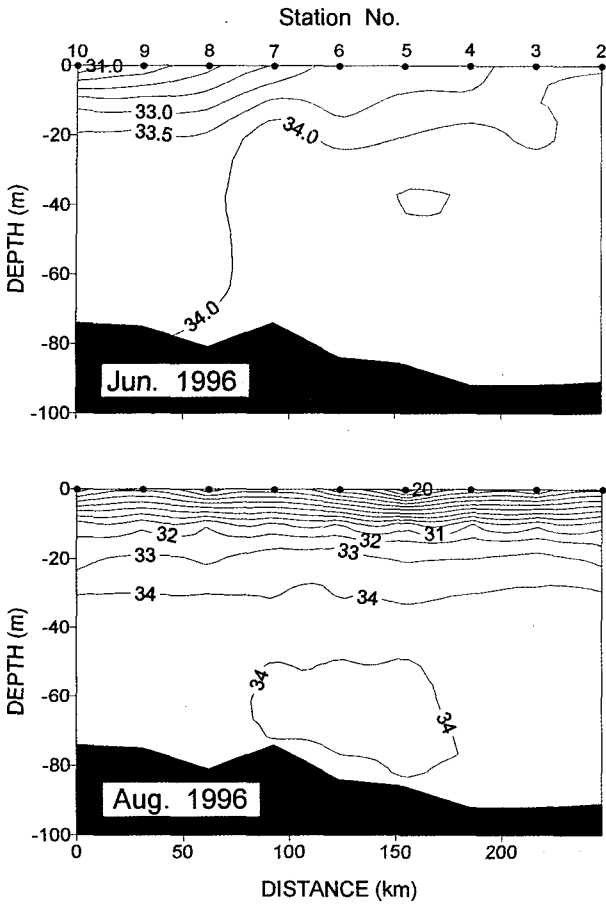 Station No.
10 9 8 7 6 5 4 3 2
0
-20
-40
-60
-80
-100
DEPTH (m)
31.0
33.0
33.5
34.0
34.0
Jun. 1996
0
-20
-40
-60
-80
-100
DEPTH (m)
20
32 32 31
33 33
34 34
34
34
Aug. 1996
0 50 100 150 200
DISTANCE (km)